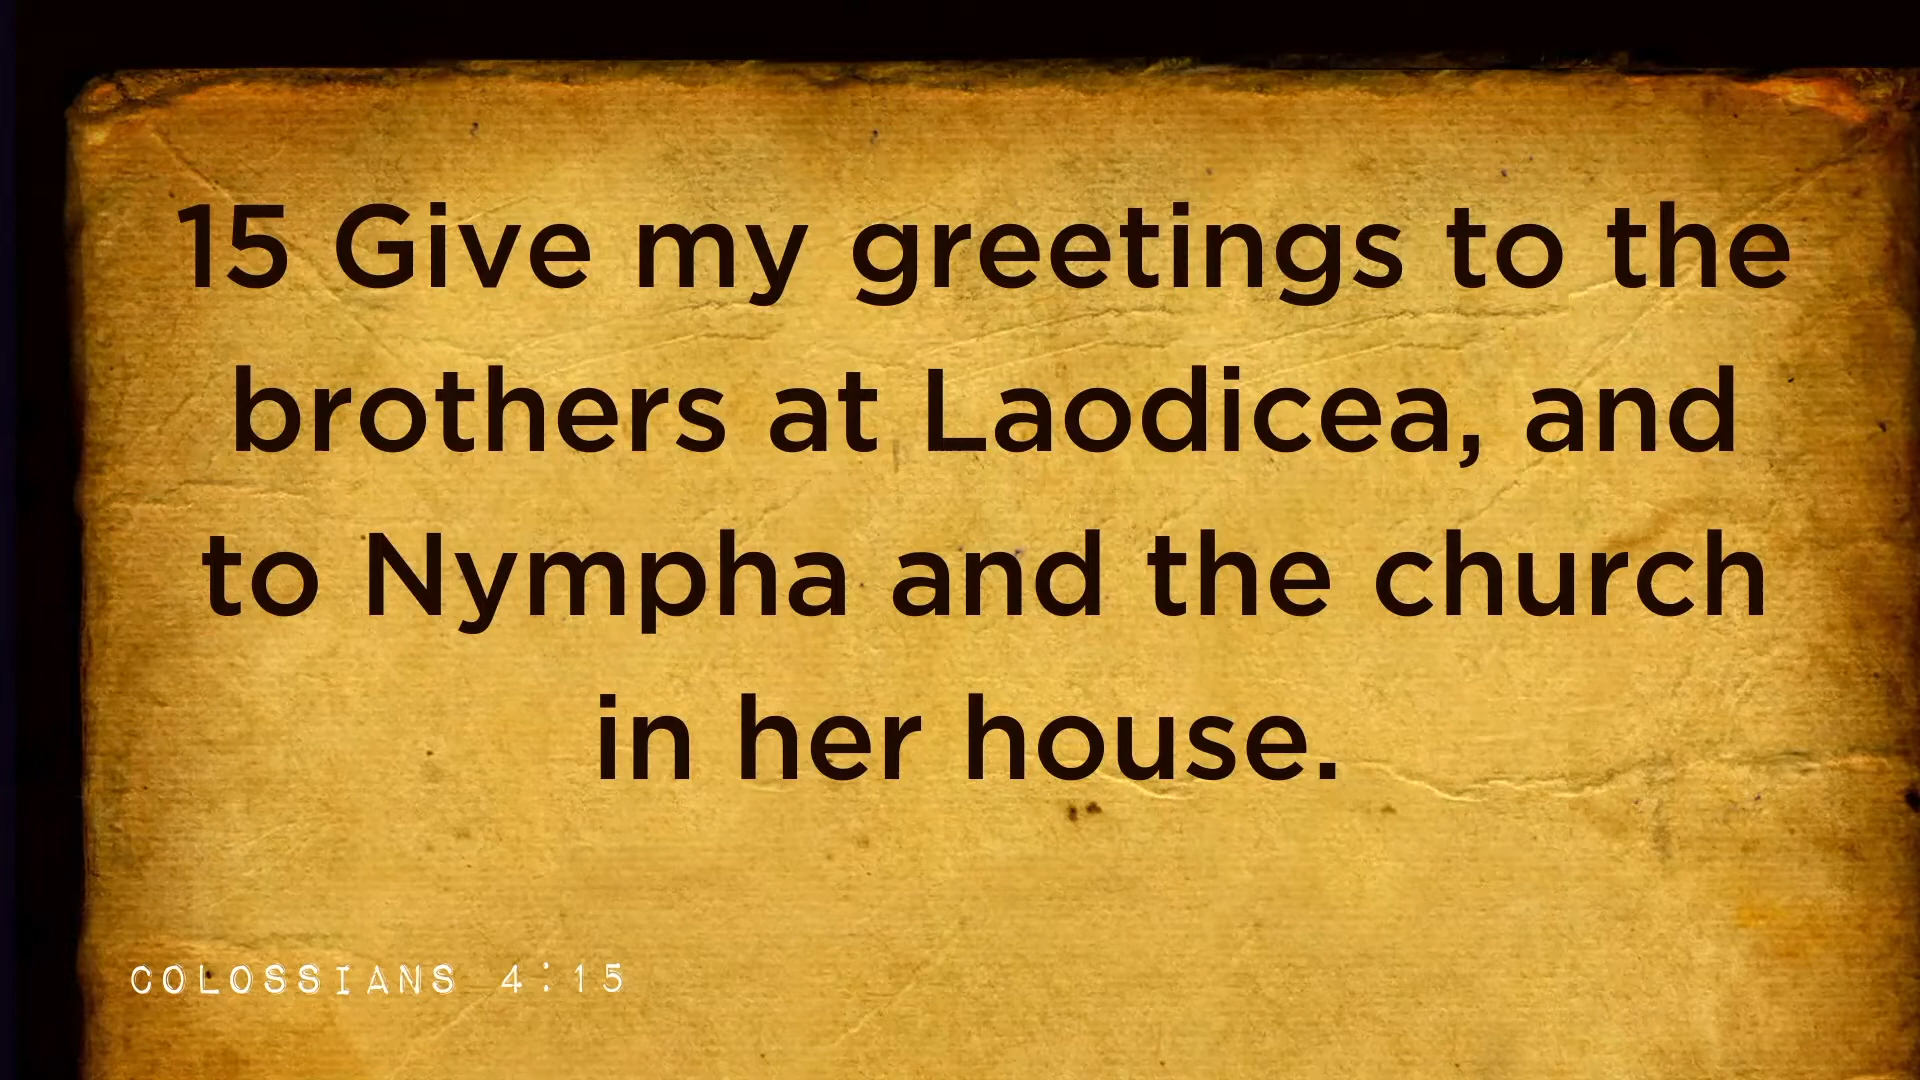 15 Give my greetings to the
brothers at Laodicea, and
to Nympha and the church
in her house.
COLOSSIANS 4:15